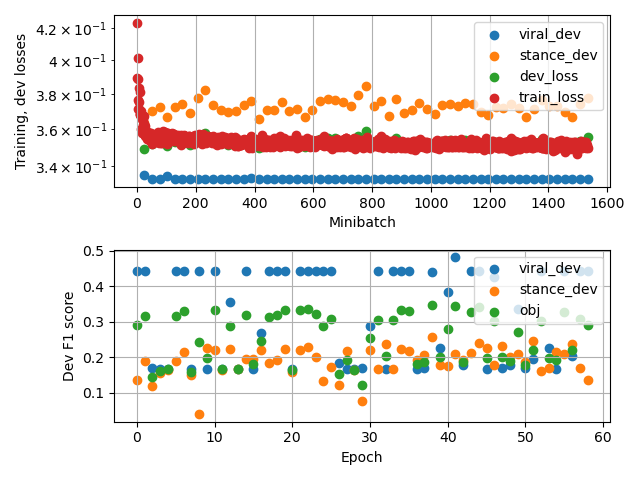 4.2 × 10⁻¹
4 × 10⁻¹
3.8 × 10⁻¹
3.6 × 10⁻¹
3.4 × 10⁻¹
Training, dev losses
viral_dev
stance_dev
dev_loss
train_loss
0 200 400 600 800 1000 1200 1400 1600
Minibatch
0.5
0.4
0.3
0.2
0.1
Dev F1 score
viral_dev
stance_dev
obj
0 10 20 30 40 50 60
Epoch